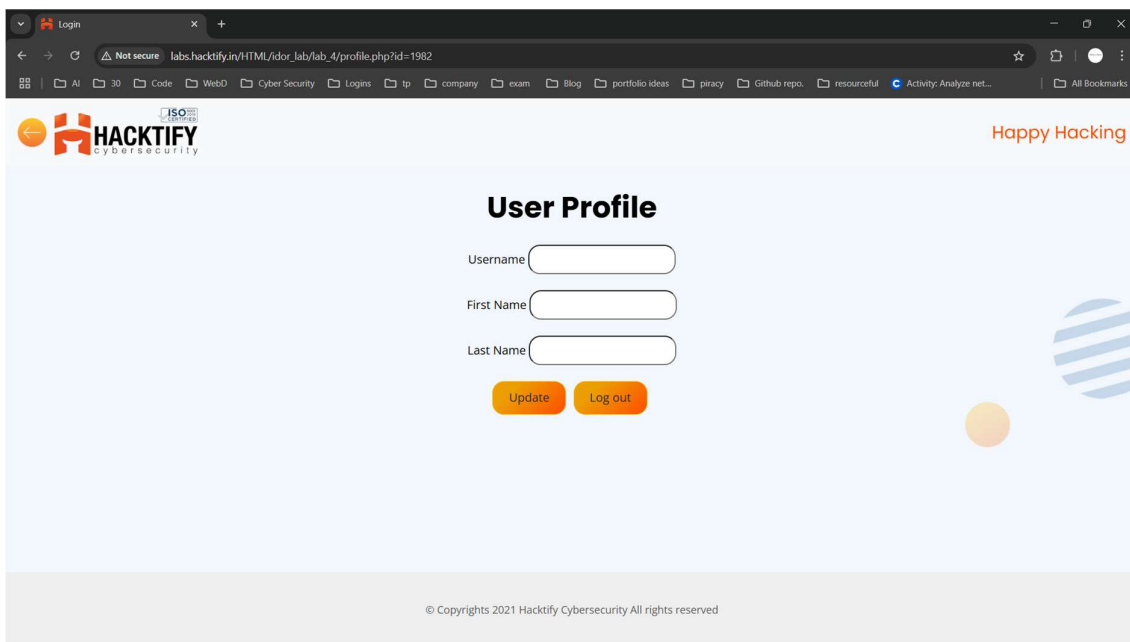 Login
Not secure labs.hacktify.in/HTML/idor_lab/lab_4/profile.php?id=1982
AI 30 Code WebD Cyber Security Logins tp company exam Blog portfolio ideas piracy Github repo. resourceful Activity: Analyze net... All Bookmarks
ISO
CERTIFIED
HACKTIFY
cybersecurity
Happy Hacking
User Profile
Username
First Name
Last Name
Update Log out
© Copyrights 2021 Hacktify Cybersecurity All rights reserved